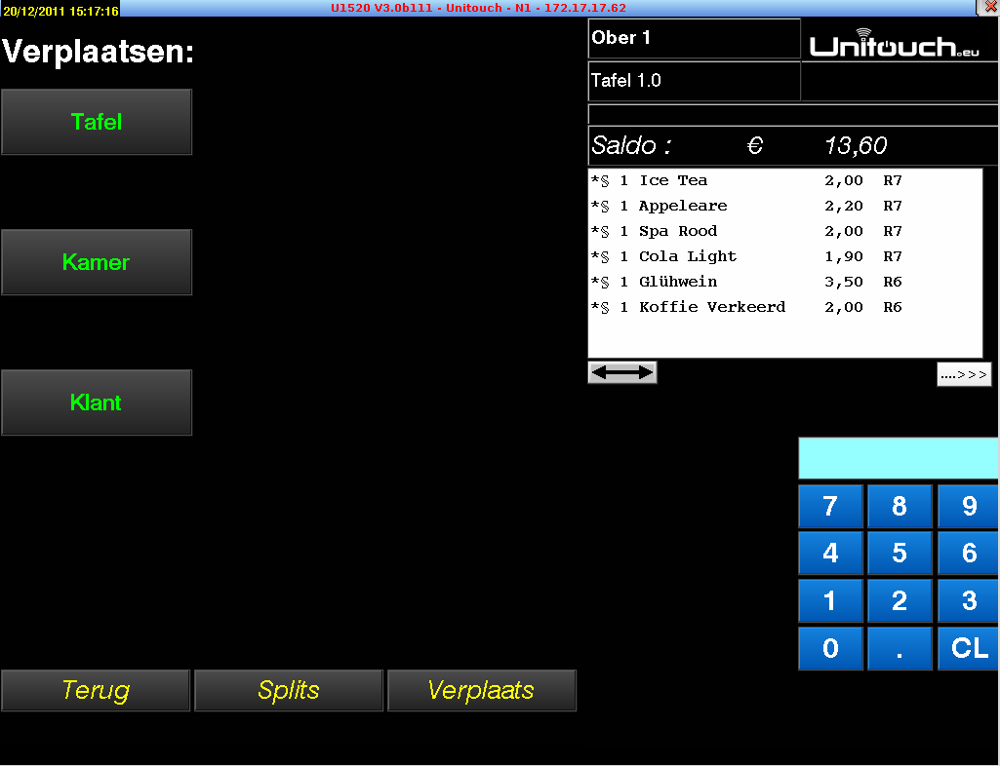 20/12/2011 15:17:16
U1520 V3.0b111 - Unitouch - N1 - 172.17.17.62
Verplaatsen:
Tafel
Kamer
Klant
Ober 1
Unitouch.eu
Tafel 1.0
Saldo : € 13,60
*§ 1 Ice Tea 2,00 R7
*§ 1 Appeleare 2,20 R7
*§ 1 Spa Rood 2,00 R7
*§ 1 Cola Light 1,90 R7
*§ 1 Glühwein 3,50 R6
*§ 1 Koffie Verkeerd 2,00 R6
....>>>
7 8 9
4 5 6
1 2 3
0 . CL
Terug Splits Verplaats